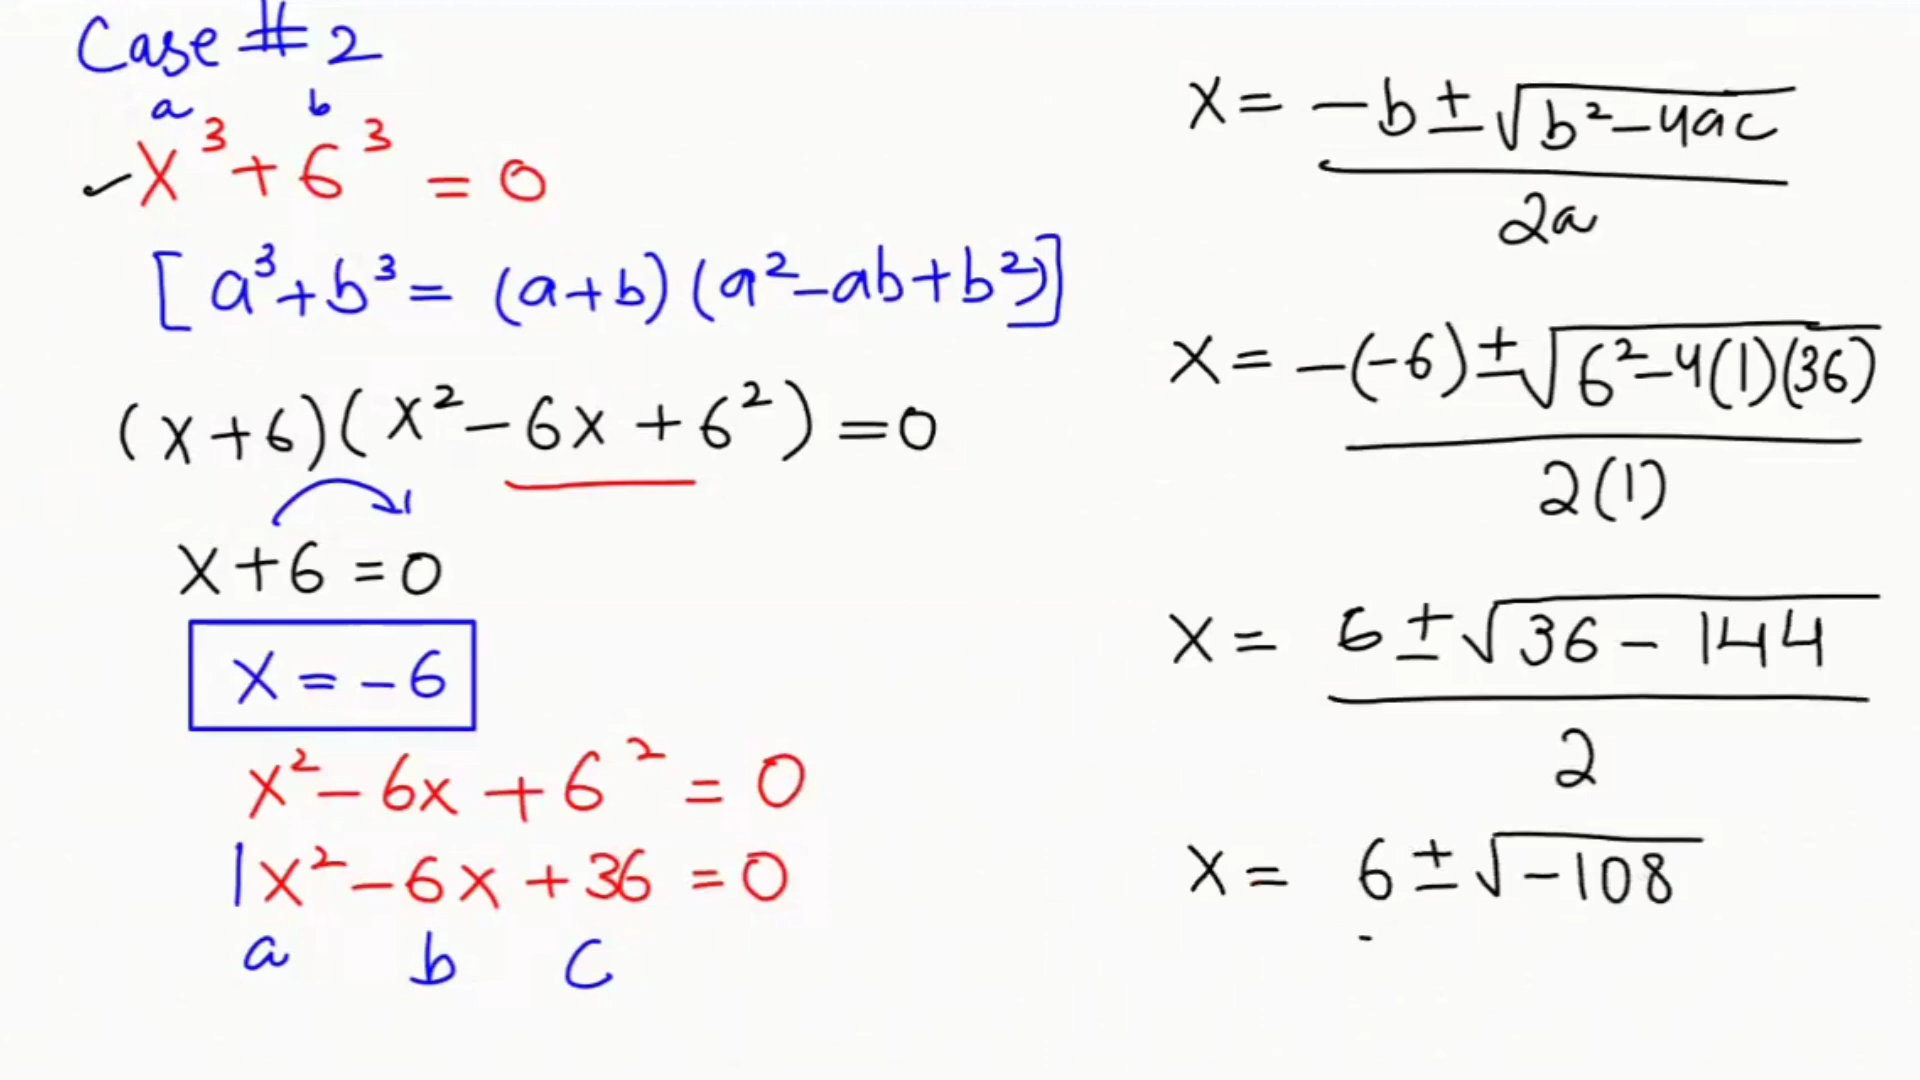 Case # 2
a b
x³ + 6³ = 0
[a³ + b³ = (a+b)(a² - ab + b²)]
(x+6)(x² - 6x + 6²) = 0
x + 6 = 0
x = -6
x² - 6x + 6² = 0
1x² - 6x + 36 = 0
a b c
x = -b ± √b² - 4ac
2a
x = -(-6) ± √6² - 4(1)(36)
2(1)
x = 6 ± √36 - 144
2
x = 6 ± √-108